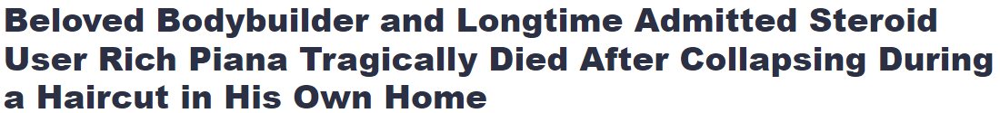 Beloved Bodybuilder and Longtime Admitted Steroid
User Rich Piana Tragically Died After Collapsing During
a Haircut in His Own Home